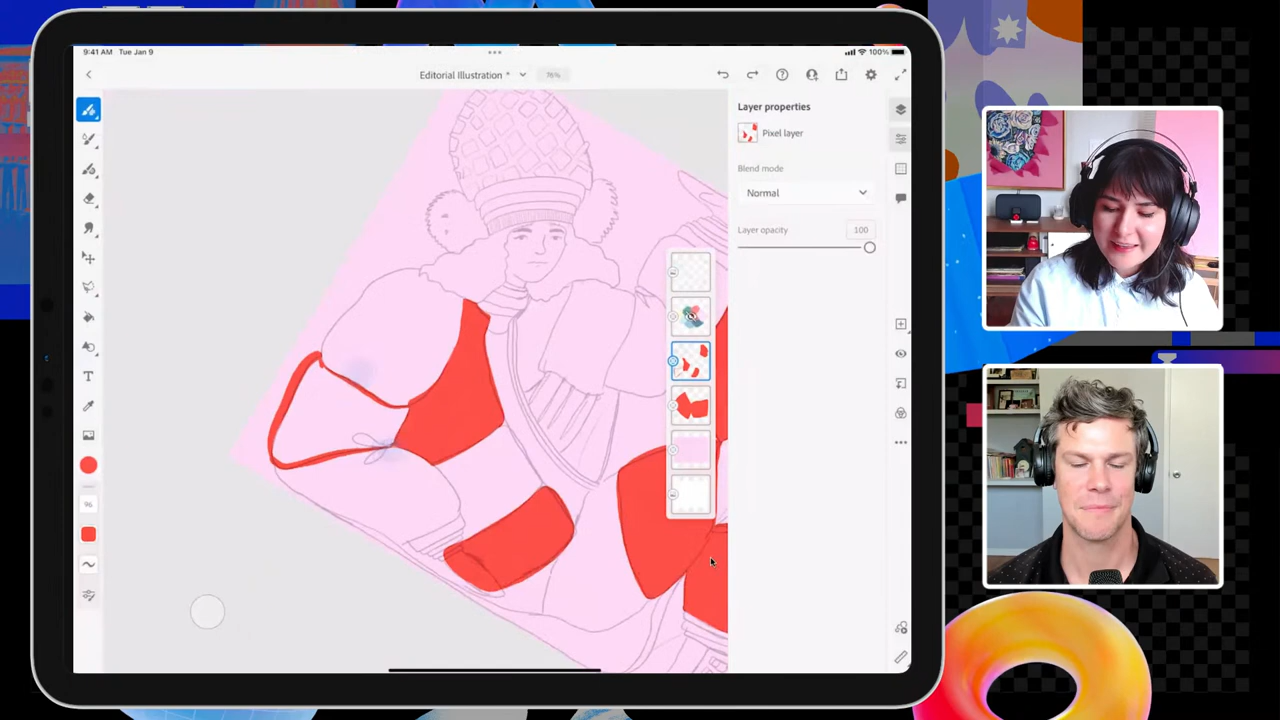 9:41 AM Tue Jan 9
100%
Editorial Illustration *
76%
Layer properties
Pixel layer
Blend mode
Normal
Layer opacity
100
T
96